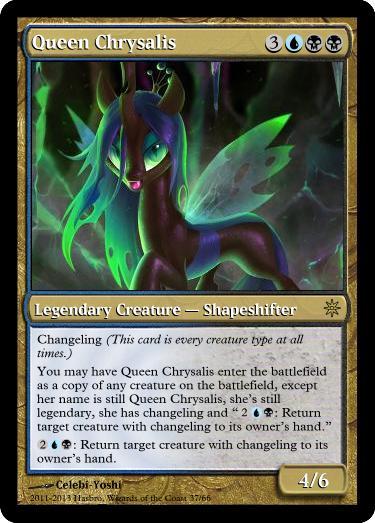 Queen Chrysalis 3
Legendary Creature — Shapeshifter
Changeling (This card is every creature type at all
times.)
You may have Queen Chrysalis enter the battlefield
as a copy of any creature on the battlefield, except
her name is still Queen Chrysalis, she's still
legendary, she has changeling and “ 2 : Return
target creature with changeling to its owner's hand.”
2 : Return target creature with changeling to its
owner's hand.
4/6
Celebi-Yoshi
2011-2013 Hasbro, Wizards of the Coast 37/66